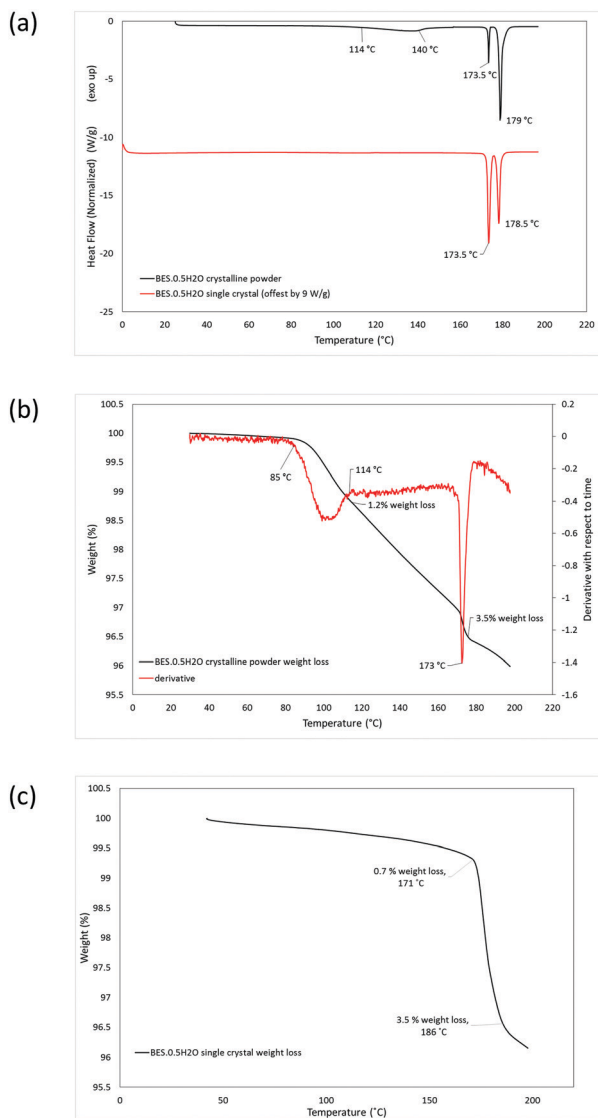 (a)
0
-5
-10
-15
-20
-25
Heat Flow (Normalized) (W/g) (exo up)
114 °C
140 °C
173.5 °C
179 °C
173.5 °C
178.5 °C
BES.0.5H2O crystalline powder
BES.0.5H2O single crystal (offest by 9 W/g)
0 20 40 60 80 100 120 140 160 180 200 220
Temperature (°C)
(b)
100.5
100
99.5
99
98.5
98
97.5
97
96.5
96
95.5
Weight (%)
0.2
0
-0.2
-0.4
-0.6
-0.8
-1
-1.2
-1.4
-1.6
Derivative with respect to time
85 °C
114 °C
1.2% weight loss
3.5% weight loss
173 °C
BES.0.5H2O crystalline powder weight loss
derivative
0 20 40 60 80 100 120 140 160 180 200 220
Temperature (°C)
(c)
100.5
100
99.5
99
98.5
98
97.5
97
96.5
96
95.5
Weight (%)
0.7 % weight loss,
171 ˚C
3.5 % weight loss,
186 ˚C
BES.0.5H2O single crystal weight loss
0 50 100 150 200
Temperature (°C)